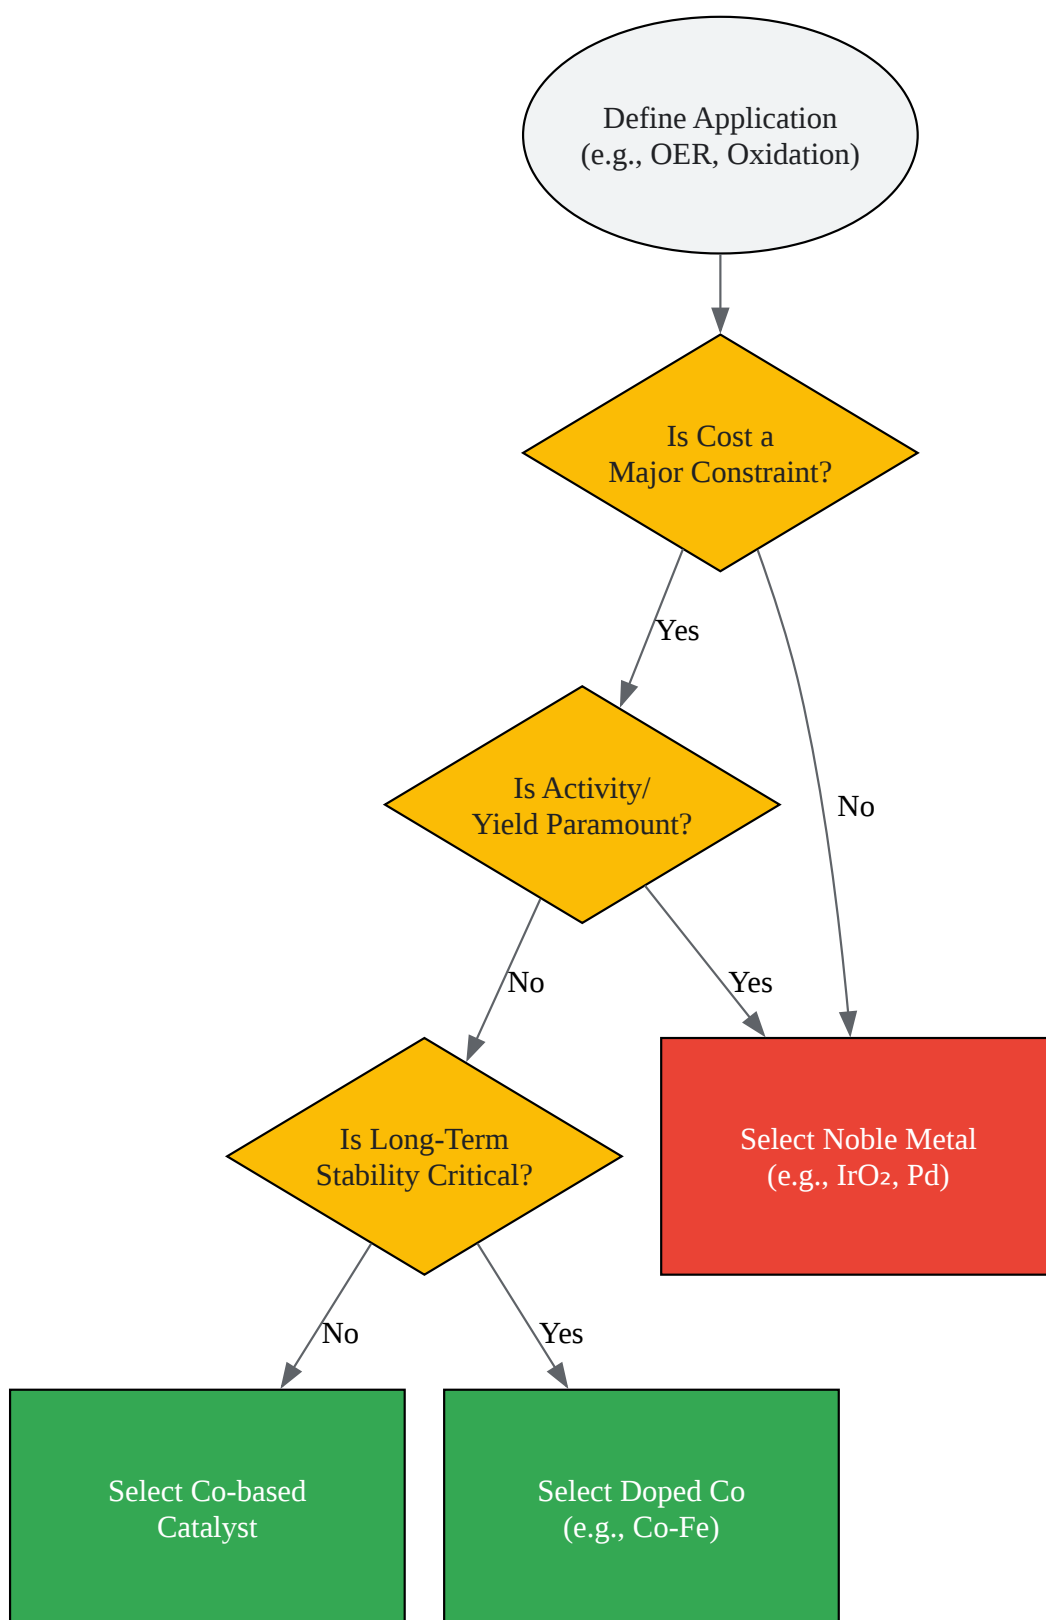 Define Application
(e.g., OER, Oxidation)
Is Cost a
Major Constraint?
Yes
No
Is Activity/
Yield Paramount?
No
Yes
Is Long-Term
Stability Critical?
Select Noble Metal
(e.g., IrO₂, Pd)
No
Yes
Select Co-based
Catalyst
Select Doped Co
(e.g., Co-Fe)